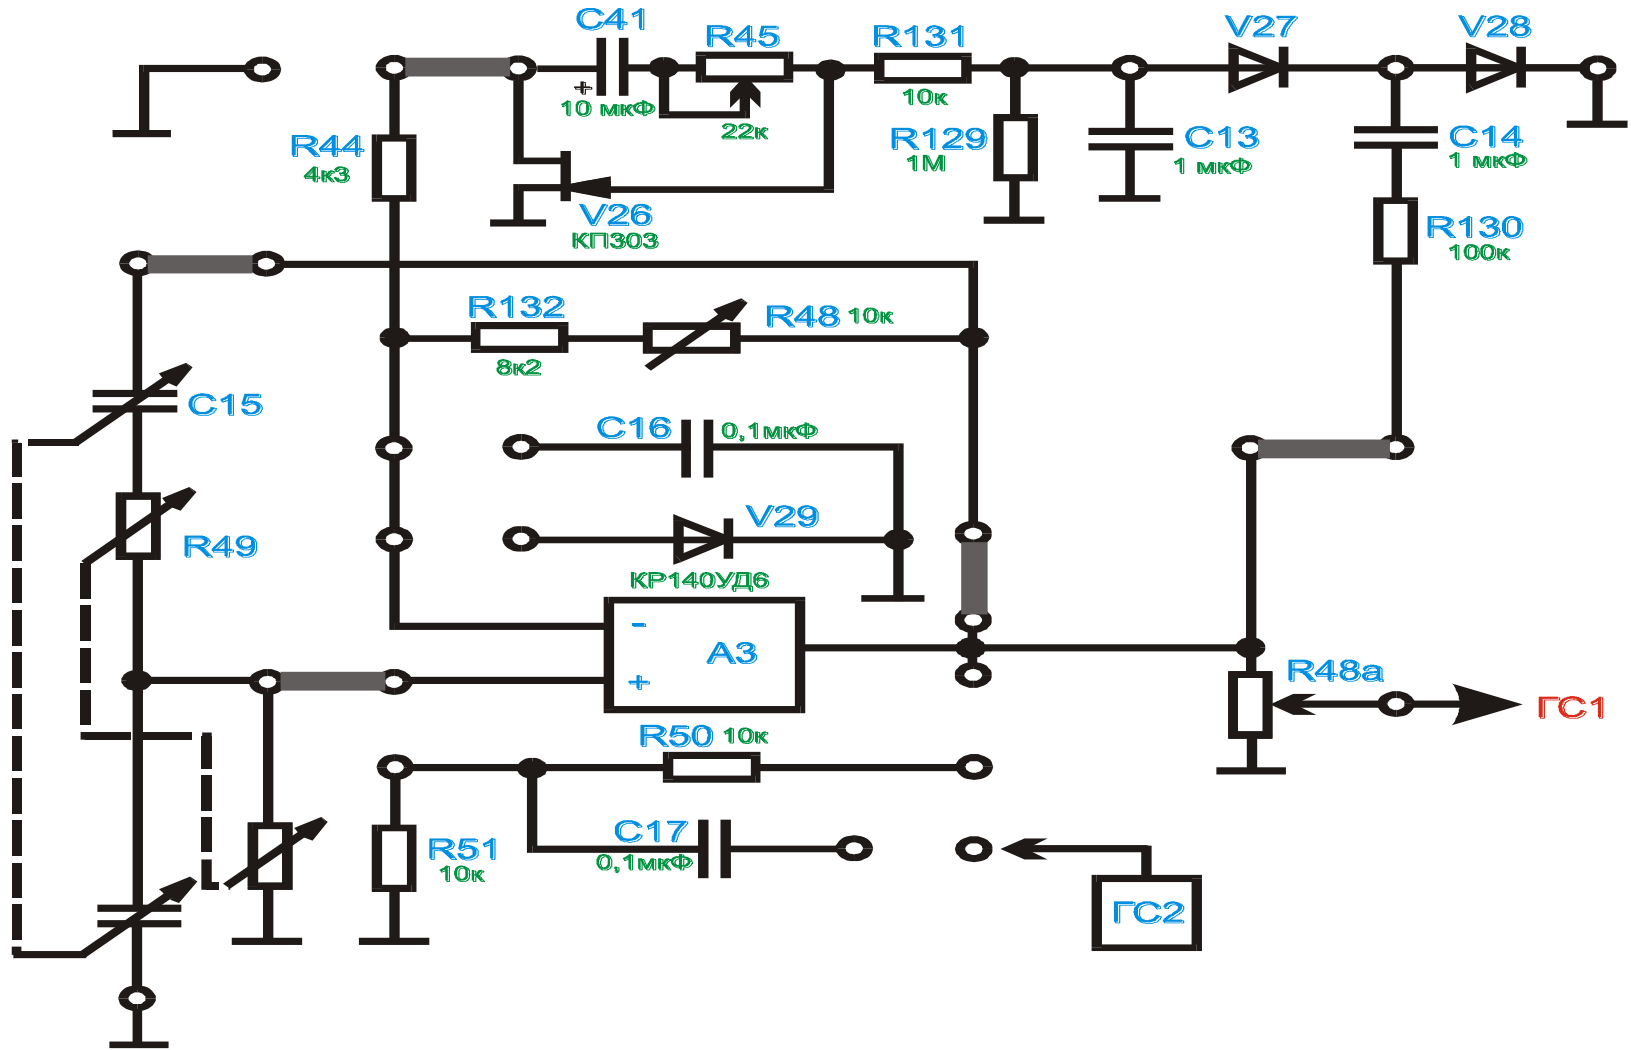 C41
+
10 мкФ
R45
22к
R131
10к
V27
V28
R44
4к3
R129
1М
C13
1 мкФ
C14
1 мкФ
V26
КП303
R130
100к
R132
8к2
R48 10к
C15
C16
0,1мкФ
R49
V29
КР140УД6
-
А3
+
R48а
ГС1
R50 10к
R51
10к
C17
0,1мкФ
ГС2